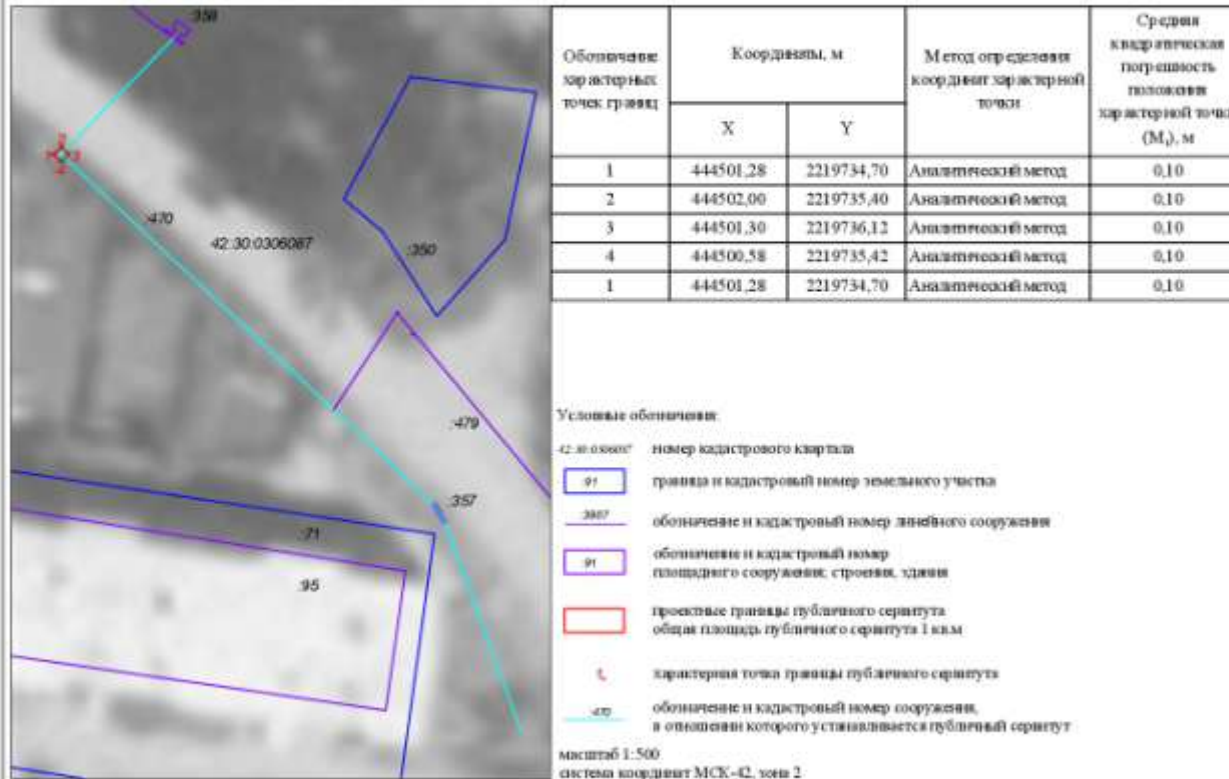 :358
:470
42:30:0306087
:350
:479
:357
:71
:95
Обозначение характерных точек границ
Координаты, м
X
Y
Метод определения координат характерной точки
Средняя квадратическая погрешность положения характерной точки (Mt), м
1 444501,28 2219734,70 Аналитический метод 0,10
2 444502,00 2219735,40 Аналитический метод 0,10
3 444501,30 2219736,12 Аналитический метод 0,10
4 444500,58 2219735,42 Аналитический метод 0,10
1 444501,28 2219734,70 Аналитический метод 0,10
Условные обозначения:
42:30:0306087 номер кадастрового квартала
:91 граница и кадастровый номер земельного участка
:3907 обозначение и кадастровый номер линейного сооружения
:91 обозначение и кадастровый номер
площадного сооружения; строения, здания
проектные границы публичного сервитута
общая площадь публичного сервитута 1 кв.м
характерная точка границы публичного сервитута
:470 обозначение и кадастровый номер сооружения,
в отношении которого устанавливается публичный сервитут
масштаб 1:500
система координат МСК-42, зона 2